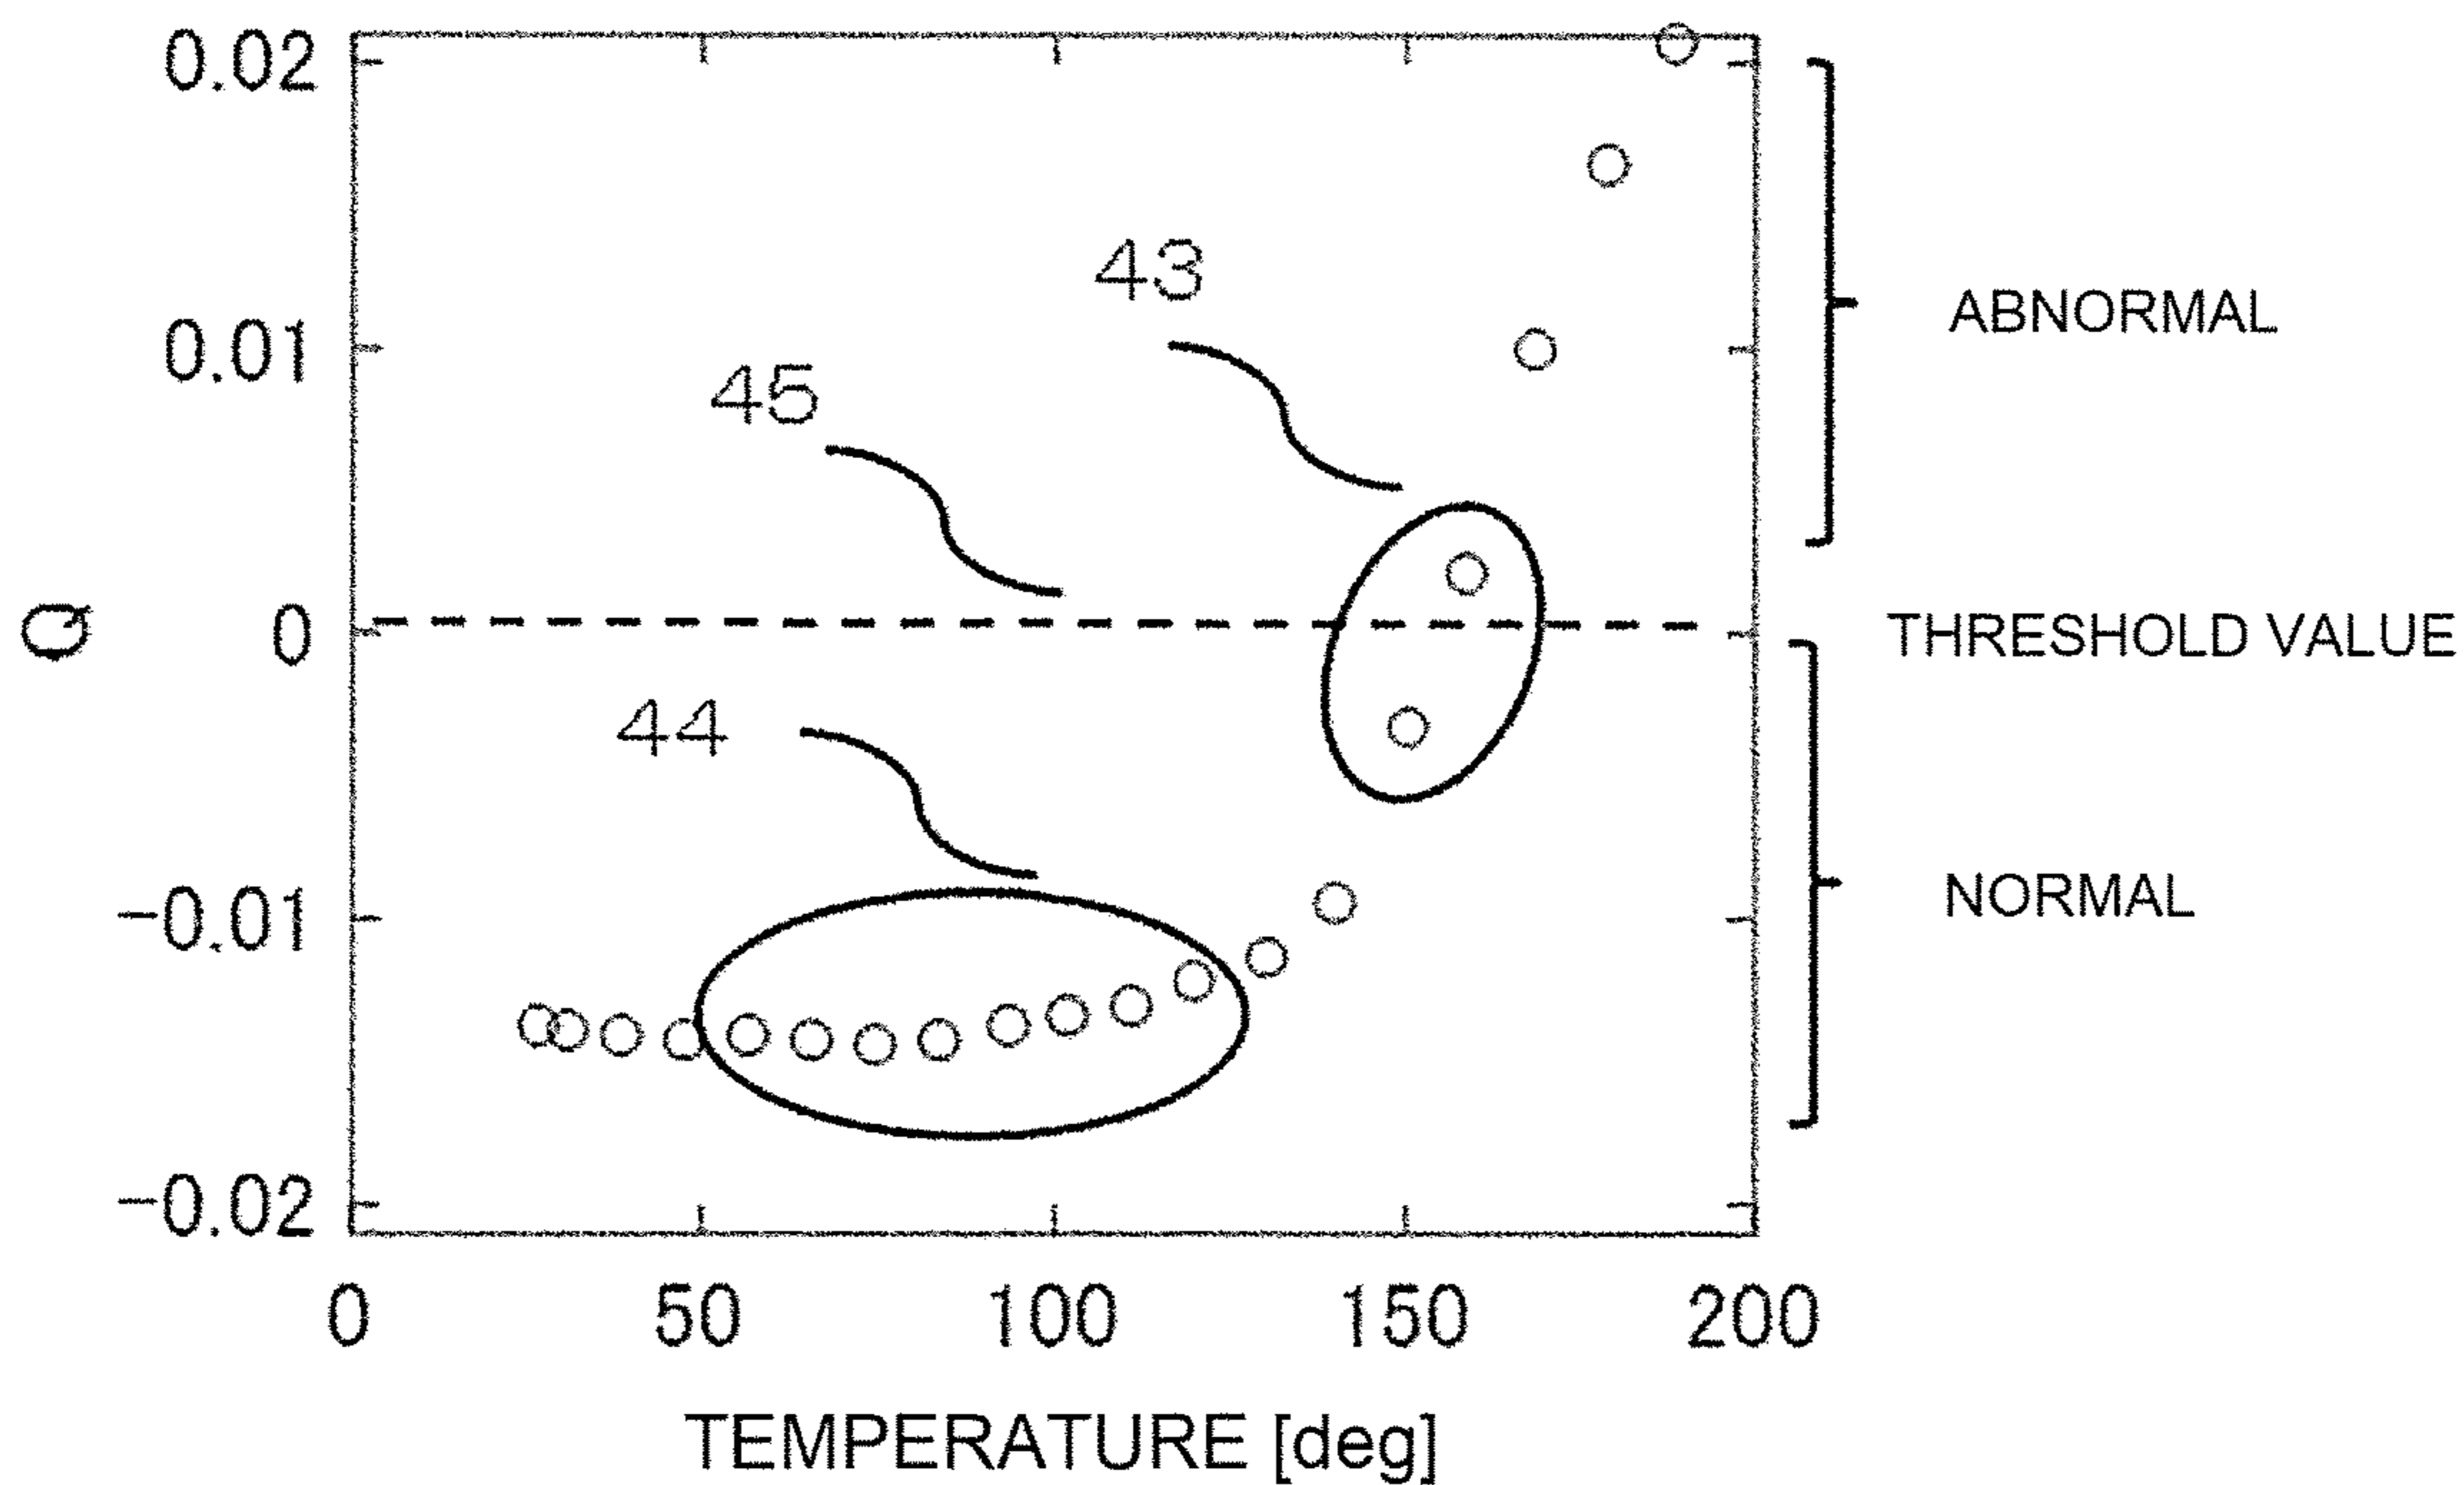 0.02
43
ABNORMAL
0.01
45
Q
0
THRESHOLD VALUE
44
NORMAL
−0.01
−0.02
0 50 100 150 200
TEMPERATURE [deg]